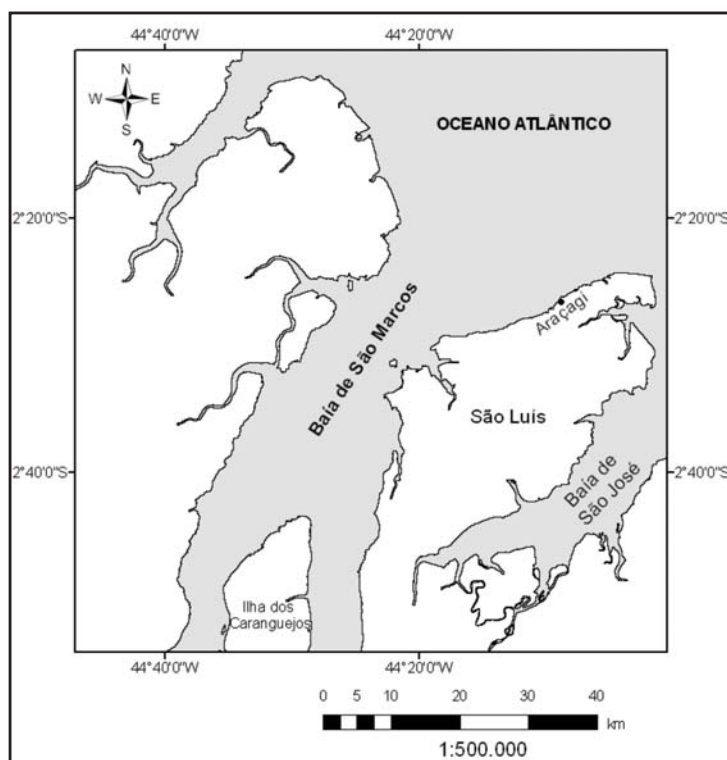 44°40'0"W 44°20'0"W
N
W E
S
OCEANO ATLÂNTICO
2°20'0"S 2°20'0"S
Araçagi
Baía de São Marcos
São Luis
2°40'0"S 2°40'0"S
Baía de
São José
Ilha dos
Caranguejos
44°40'0"W 44°20'0"W
0 5 10 20 30 40
km
1:500.000